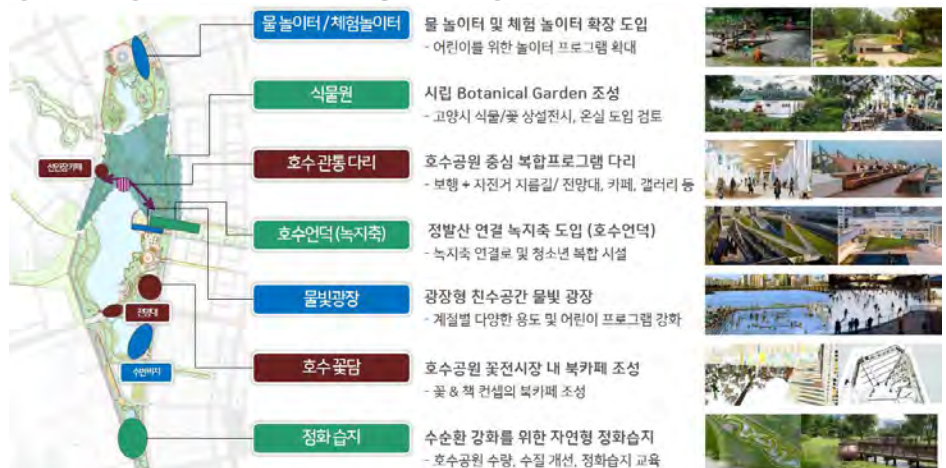 물 놀이터 / 체험놀이터
물 놀이터 및 체험 놀이터 확장 도입
- 어린이를 위한 놀이터 프로그램 확대
식물원
시립 Botanical Garden 조성
- 고양시 식물/꽃 상설전시, 온실 도입 검토
선인장카페
호수 관통 다리
호수공원 중심 복합프로그램 다리
- 보행 + 자전거 지름길/ 전망대, 카페, 갤러리 등
호수언덕 (녹지축)
정발산 연결 녹지축 도입 (호수언덕)
- 녹지축 연결로 및 청소년 복합 시설
물빛광장
광장형 친수공간 물빛 광장
- 계절별 다양한 용도 및 어린이 프로그램 강화
전망대
호수 꽃담
호수공원 꽃전시장 내 북카페 조성
- 꽃 & 책 컨셉의 북카페 조성
정화 습지
수순환 강화를 위한 자연형 정화습지
- 호수공원 수량, 수질 개선, 정화습지 교육